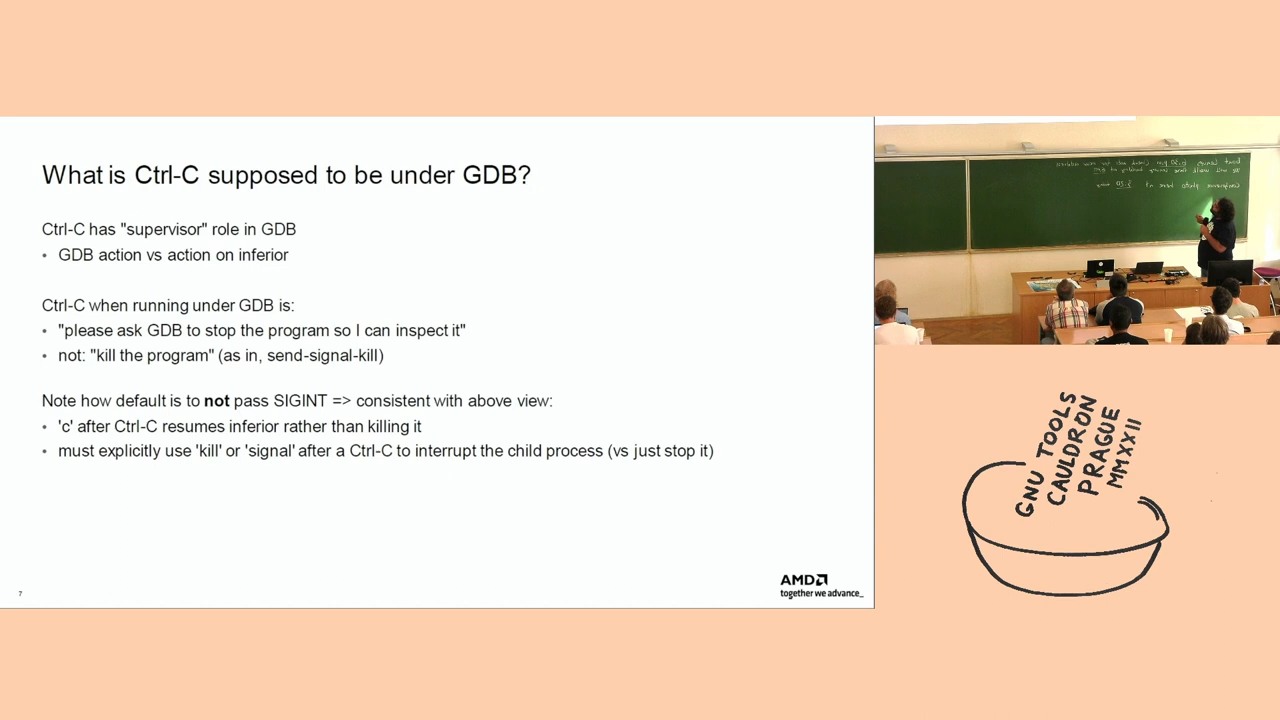 What is Ctrl-C supposed to be under GDB?
Ctrl-C has "supervisor" role in GDB
• GDB action vs action on inferior
Ctrl-C when running under GDB is:
• "please ask GDB to stop the program so I can inspect it"
• not: "kill the program" (as in, send-signal-kill)
Note how default is to not pass SIGINT => consistent with above view:
• 'c' after Ctrl-C resumes inferior rather than killing it
• must explicitly use 'kill' or 'signal' after a Ctrl-C to interrupt the child process (vs just stop it)
7
AMD
together we advance_
GNU TOOLS
CAULDRON
PRAGUE
MMXXII